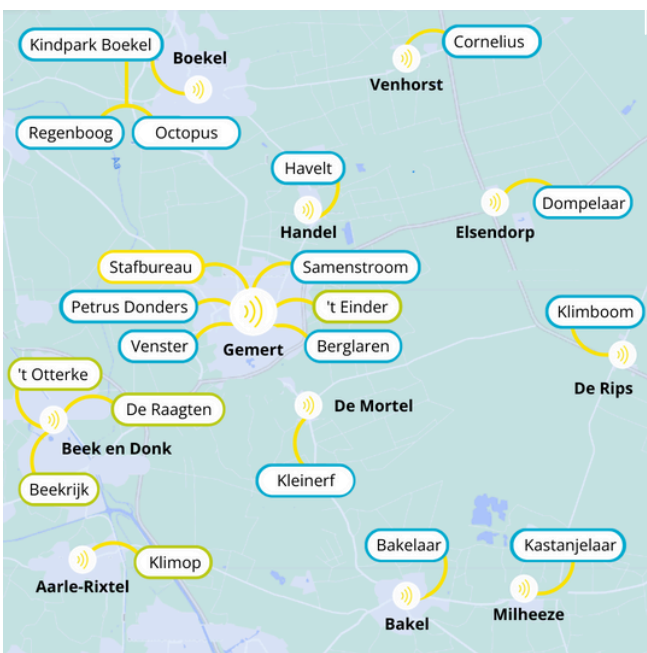 Kindpark Boekel
Boekel
Regenboog
Octopus
Cornelius
Venhorst
A3
Havelt
Handel
Dompelaar
Elsendorp
Stafbureau
Samenstroom
Petrus Donders
't Einder
Venster
Berglaren
Gemert
Klimboom
De Rips
't Otterke
De Raagten
Beek en Donk
Beekrijk
De Mortel
Kleinerf
Klimop
Aarle-Rixtel
Bakelaar
Bakel
Kastanjelaar
Milheeze